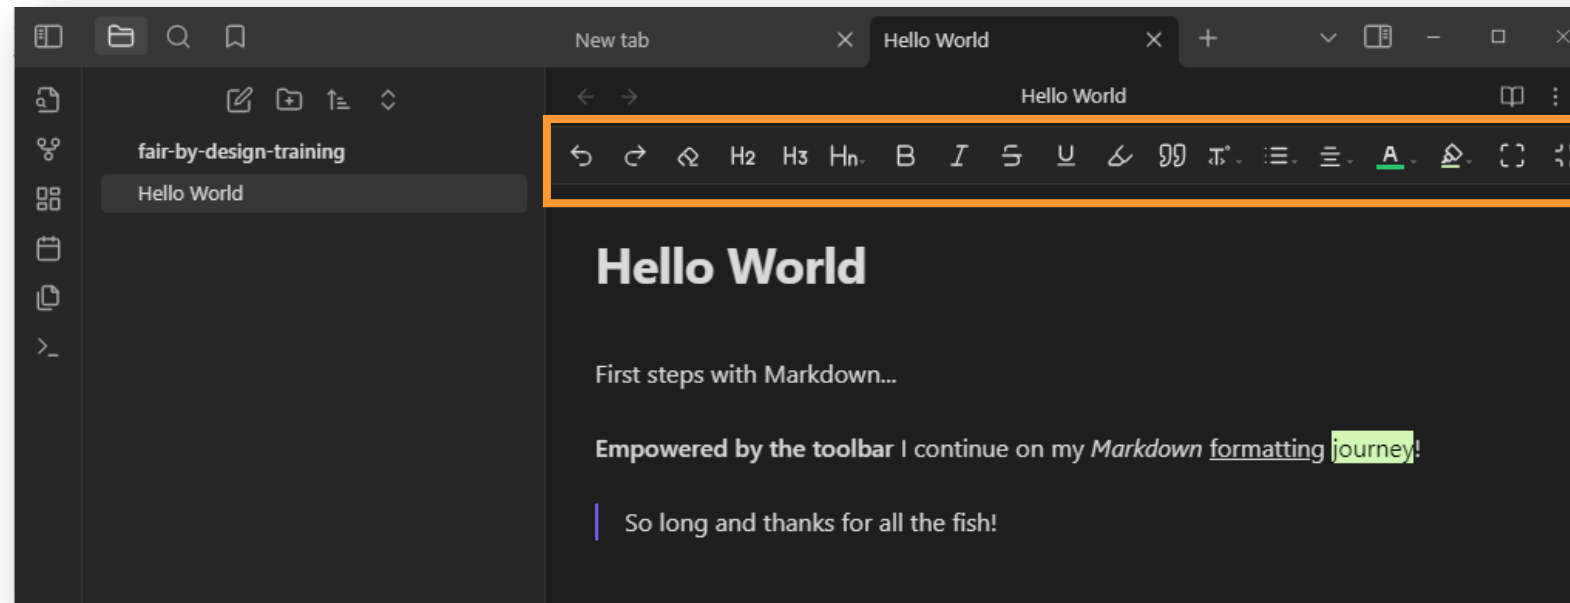 New tab
Hello World
Hello World
fair-by-design-training
Hello World
H2 H3 Hn B I S U A
Hello World
First steps with Markdown...
Empowered by the toolbar I continue on my Markdown formatting journey!
So long and thanks for all the fish!